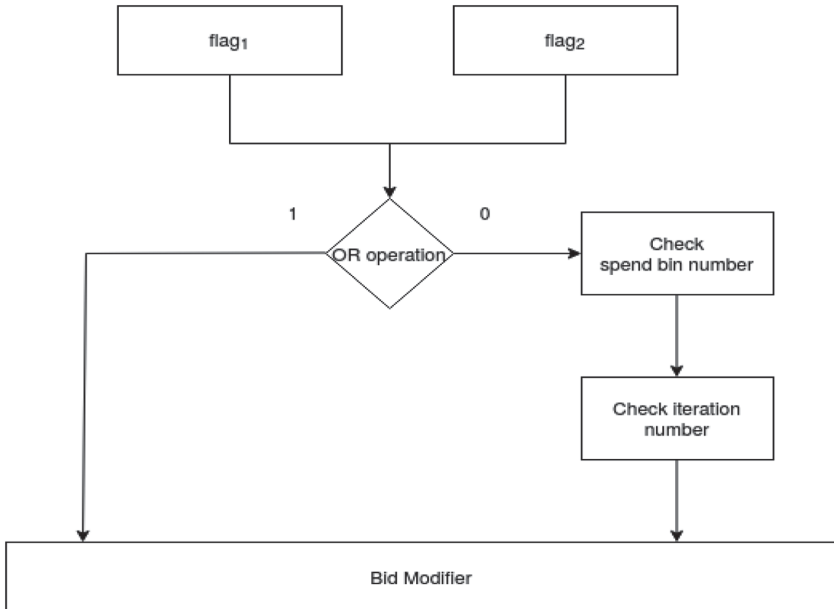 flag₁
flag₂
1
0
OR operation
Check
spend bin number
Check iteration
number
Bid Modifier